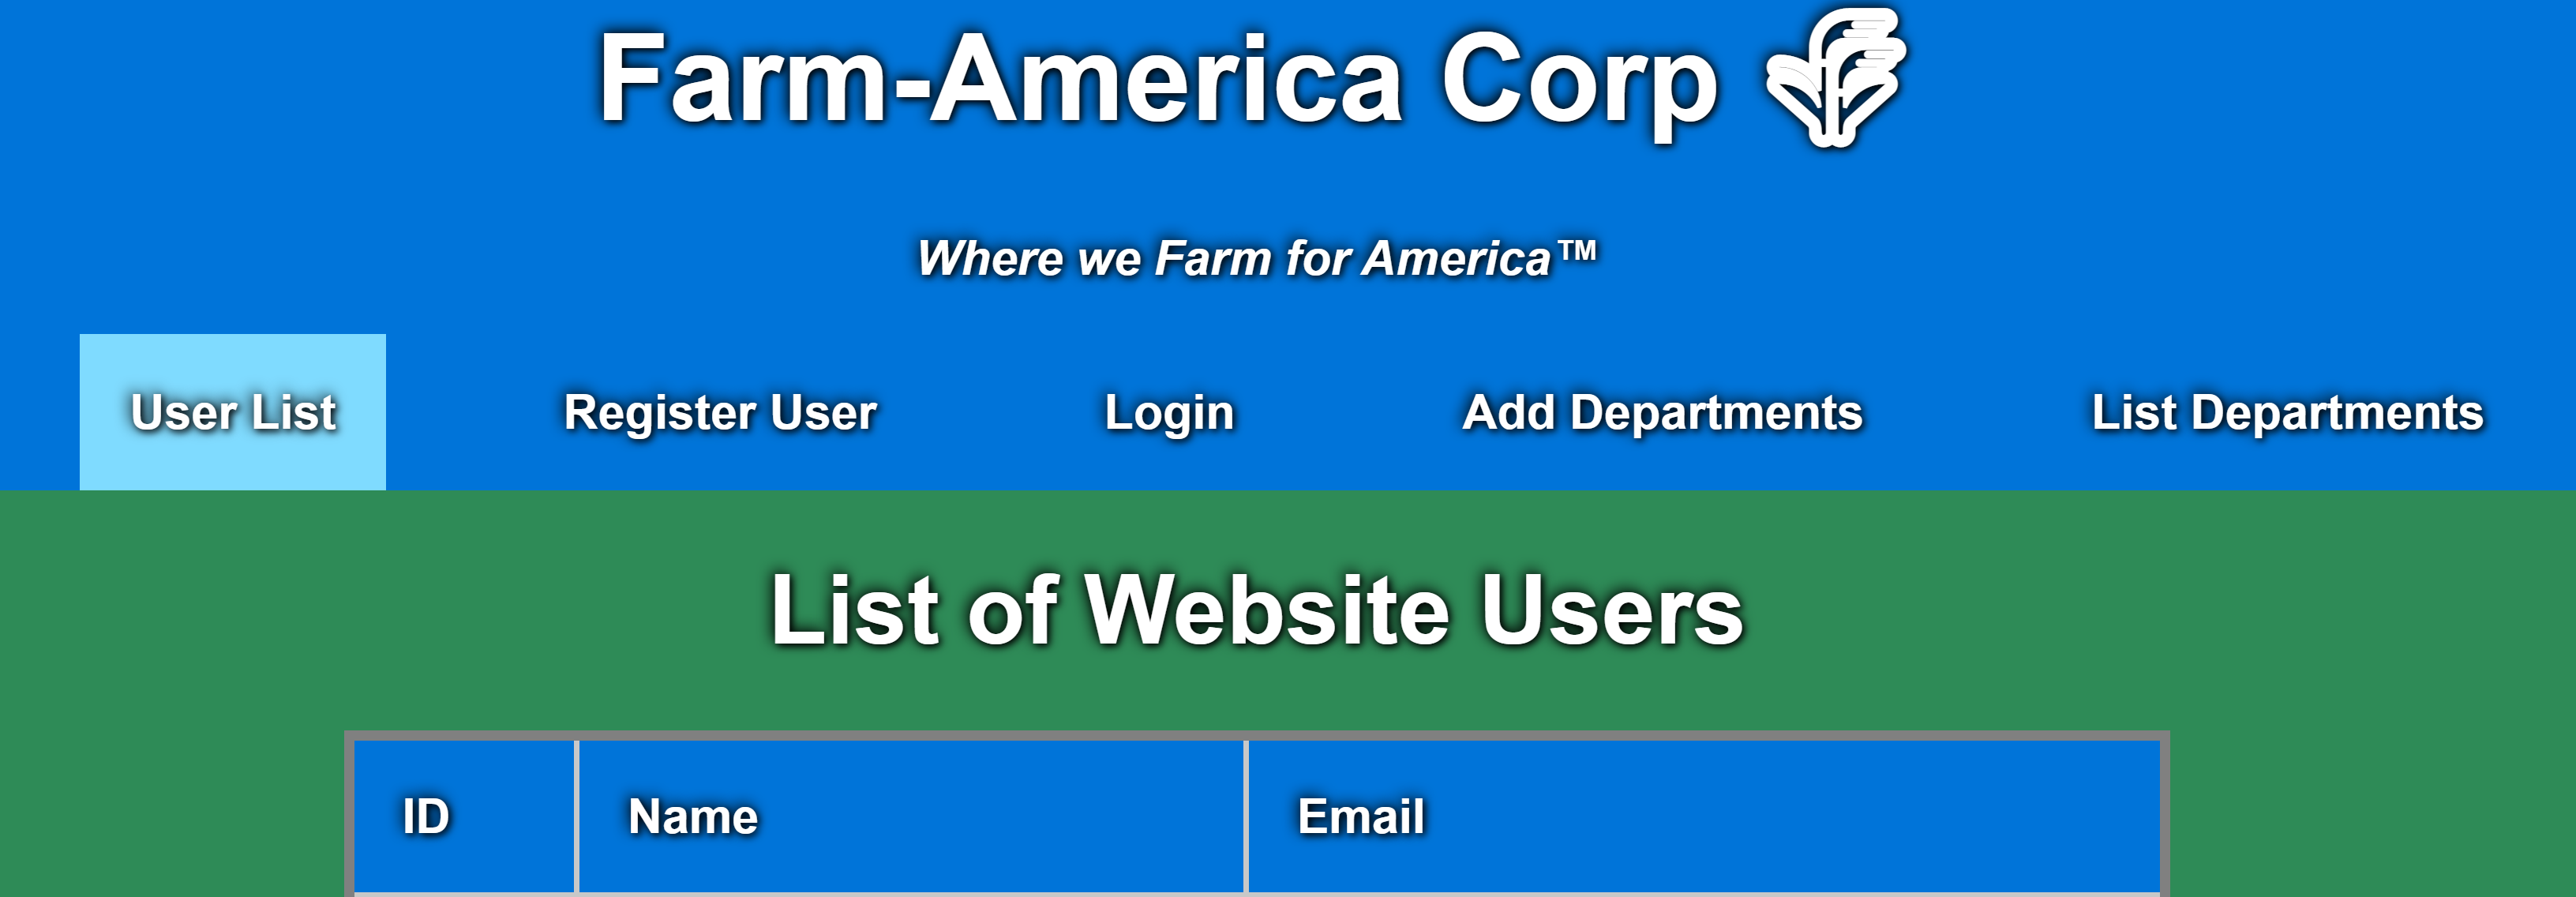 Farm-America Corp
Where we Farm for America™
User List Register User Login Add Departments List Departments
List of Website Users
ID Name Email